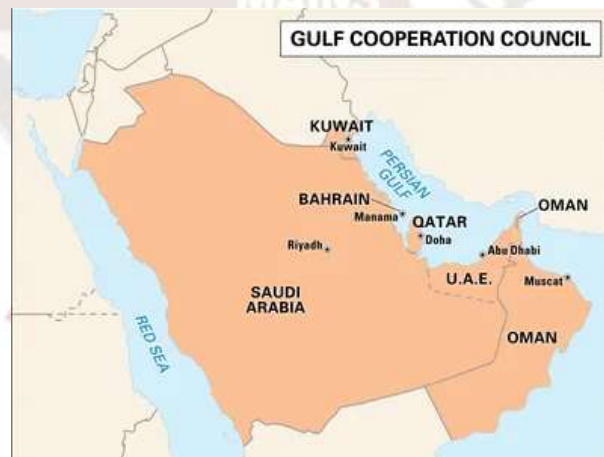 GULF COOPERATION COUNCIL
KUWAIT
Kuwait
PERSIAN
GULF
BAHRAIN
Manama
QATAR
Doha
OMAN
Riyadh
Abu Dhabi
U.A.E.
Muscat
SAUDI
ARABIA
RED SEA
OMAN